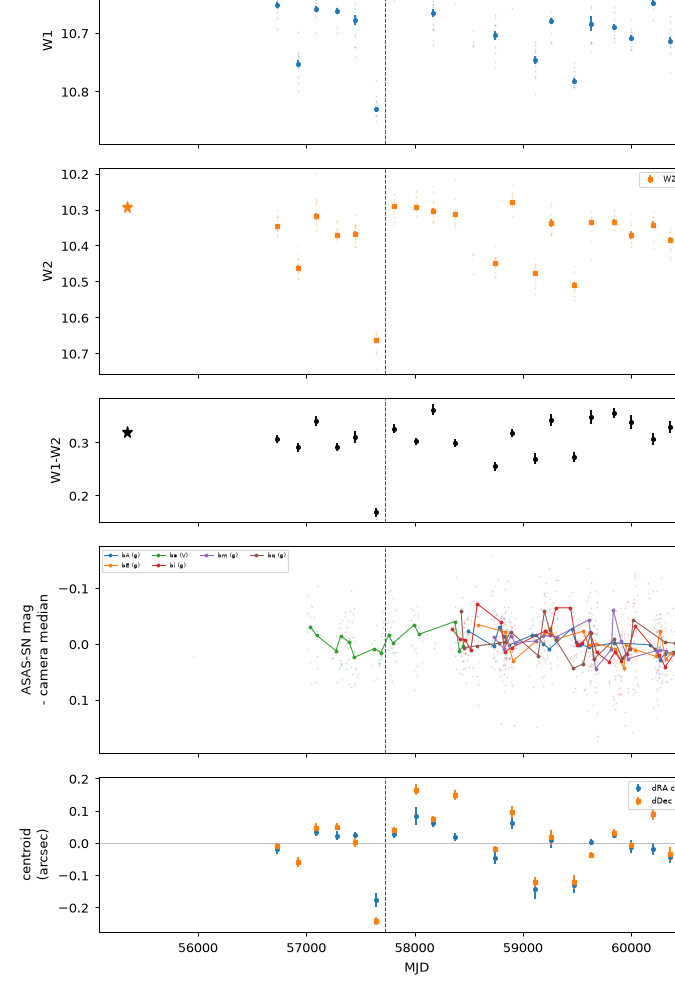 W1
10.7
10.8
10.2
10.3
10.4
10.5
10.6
10.7
W2
W2
0.3
0.2
W1-W2
bA (g) ba (V) bm (g) bq (g)
bE (g) bi (g)
−0.1
0.0
0.1
ASAS-SN mag
- camera median
0.2
0.1
0.0
−0.1
−0.2
centroid
(arcsec)
dRA c
dDec
56000 57000 58000 59000 60000
MJD